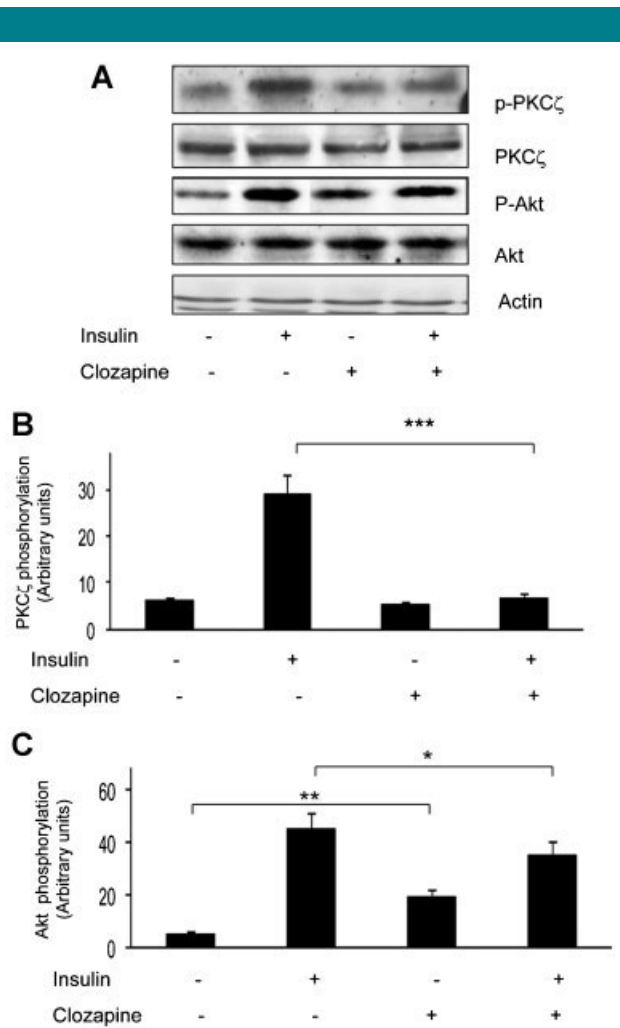 A
p-PKCζ
PKCζ
P-Akt
Akt
Actin
Insulin - + - +
Clozapine - - + +
B
***
PKCζ phosphorylation
(Arbitrary units)
30
20
10
0
Insulin - + - +
Clozapine - - + +
C
*
**
Akt phosphorylation
(Arbitrary units)
60
40
20
0
Insulin - + - +
Clozapine - - + +